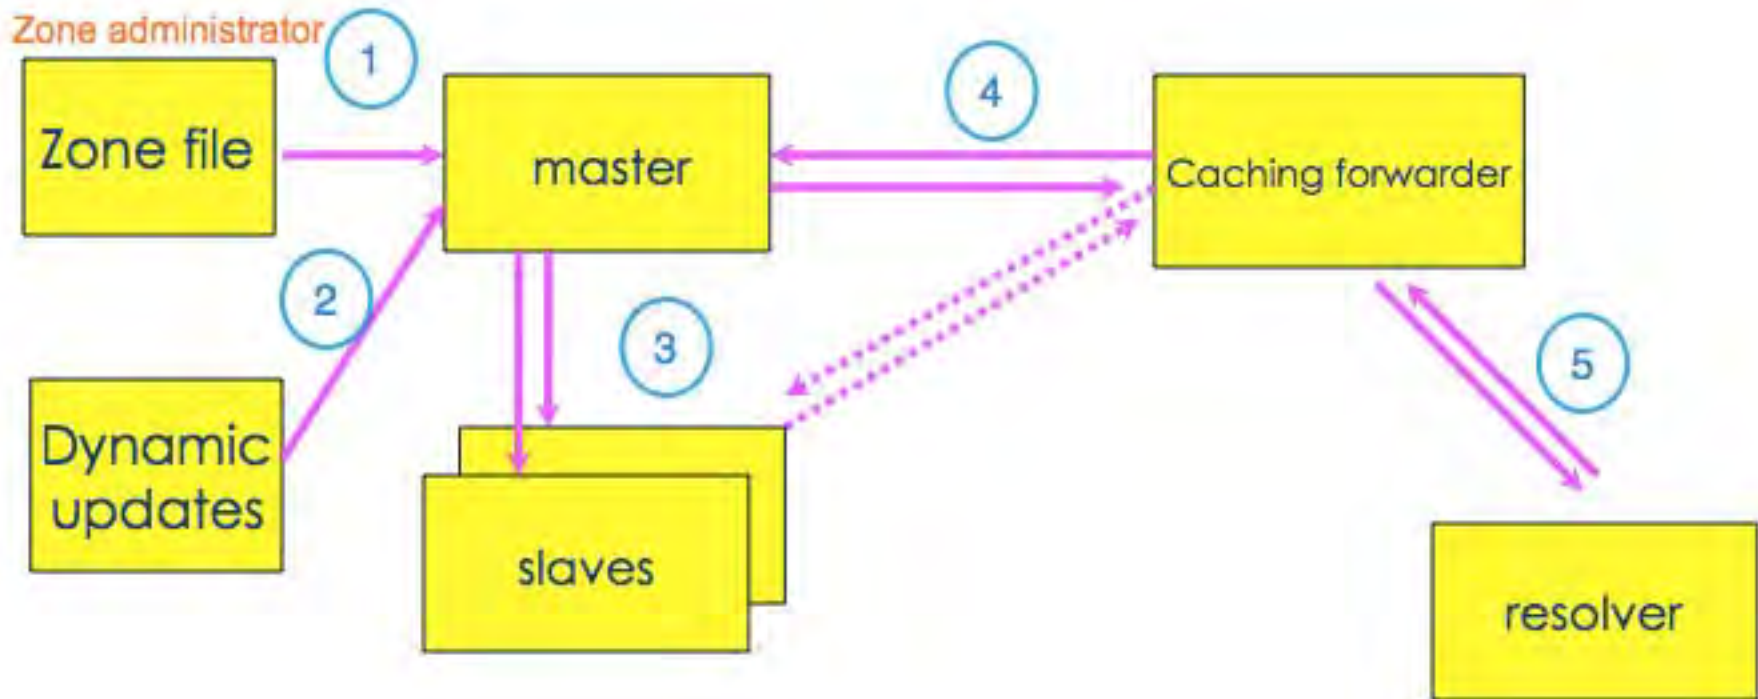 Zone administrator
1
Zone file
master
4
Caching forwarder
2
3
5
Dynamic
updates
slaves
resolver